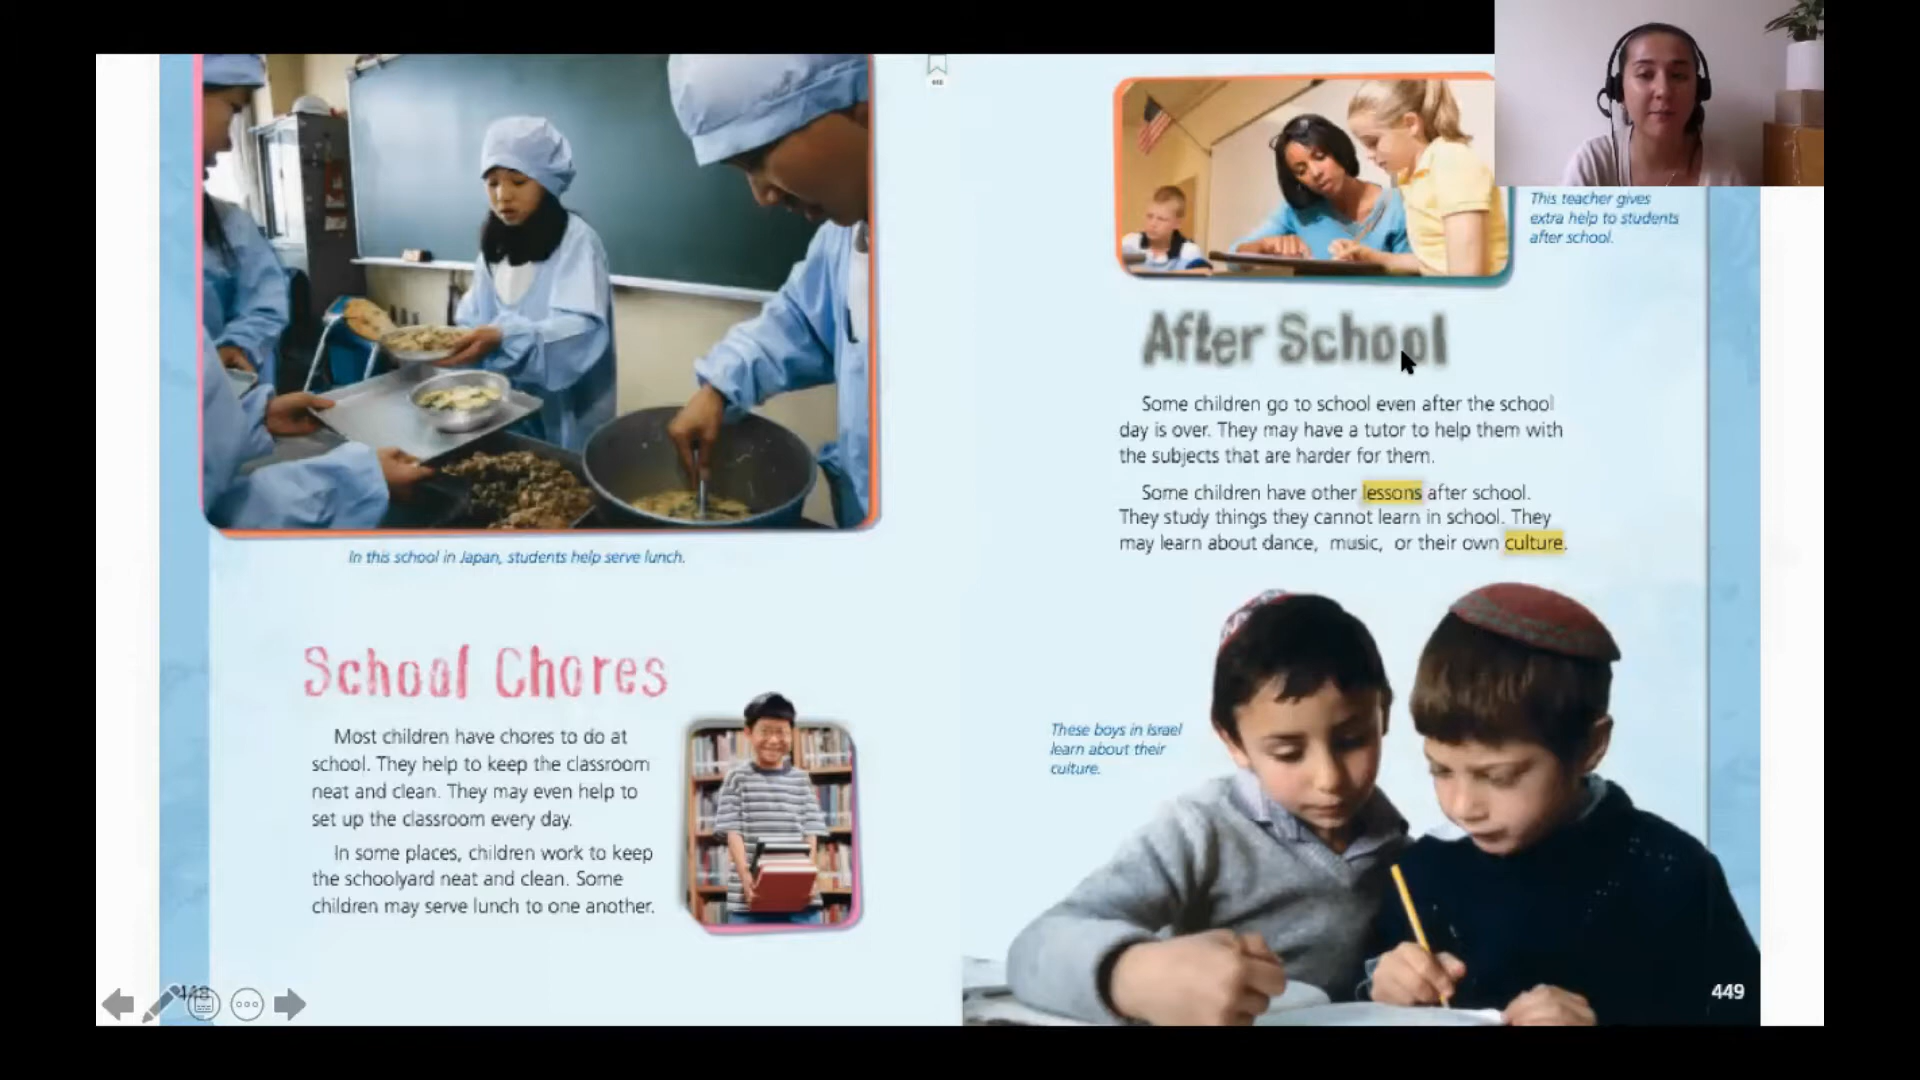 In this school in Japan, students help serve lunch.
School Chores
Most children have chores to do at
school. They help to keep the classroom
neat and clean. They may even help to
set up the classroom every day.
In some places, children work to keep
the schoolyard neat and clean. Some
children may serve lunch to one another.
448
This teacher gives
extra help to students
after school.
After School
Some children go to school even after the school
day is over. They may have a tutor to help them with
the subjects that are harder for them.
Some children have other lessons after school.
They study things they cannot learn in school. They
may learn about dance, music, or their own culture.
These boys in Israel
learn about their
culture.
449